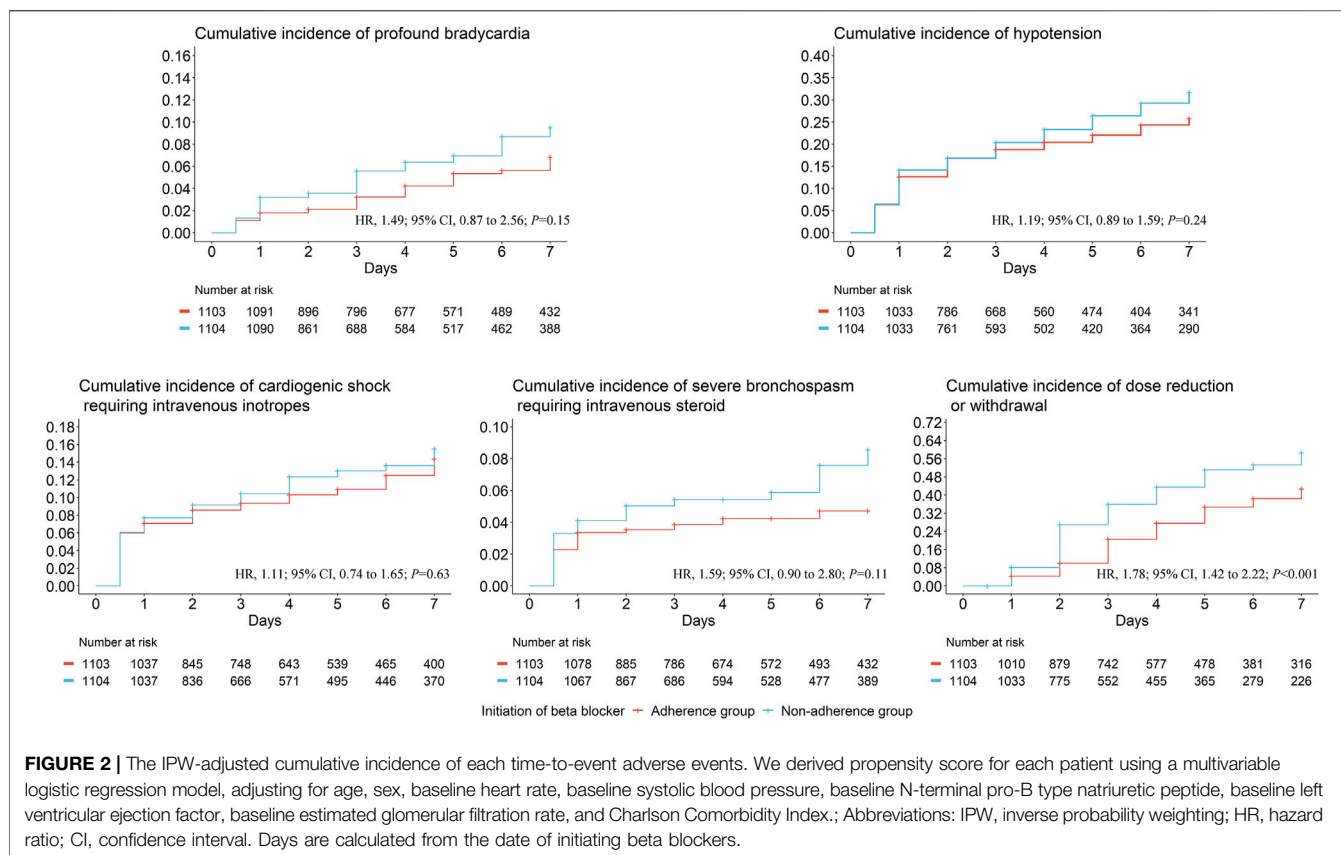 Cumulative incidence of profound bradycardia
0.16
0.14
0.12
0.10
0.08
0.06
0.04
0.02
0.00
HR, 1.49; 95% CI, 0.87 to 2.56; P=0.15
0 1 2 3 4 5 6 7
Days
Number at risk
1103 1091 896 796 677 571 489 432
1104 1090 861 688 584 517 462 388
Cumulative incidence of hypotension
0.40
0.35
0.30
0.25
0.20
0.15
0.10
0.05
0.00
HR, 1.19; 95% CI, 0.89 to 1.59; P=0.24
0 1 2 3 4 5 6 7
Days
Number at risk
1103 1033 786 668 560 474 404 341
1104 1033 761 593 502 420 364 290
Cumulative incidence of cardiogenic shock
requiring intravenous inotropes
0.18
0.16
0.14
0.12
0.10
0.08
0.06
0.04
0.02
0.00
HR, 1.11; 95% CI, 0.74 to 1.65; P=0.63
0 1 2 3 4 5 6 7
Days
Number at risk
1103 1037 845 748 643 539 465 400
1104 1037 836 666 571 495 446 370
Cumulative incidence of severe bronchospasm
requiring intravenous steroid
0.10
0.08
0.06
0.04
0.02
0.00
HR, 1.59; 95% CI, 0.90 to 2.80; P=0.11
0 1 2 3 4 5 6 7
Days
Number at risk
1103 1078 885 786 674 572 493 432
1104 1067 867 686 594 528 477 389
Cumulative incidence of dose reduction
or withdrawal
0.72
0.64
0.56
0.48
0.40
0.32
0.24
0.16
0.08
0.00
HR, 1.78; 95% CI, 1.42 to 2.22; P<0.001
0 1 2 3 4 5 6 7
Days
Number at risk
1103 1010 879 742 577 478 381 316
1104 1033 775 552 455 365 279 226
Initiation of beta blocker Adherence group Non-adherence group
FIGURE 2 | The IPW-adjusted cumulative incidence of each time-to-event adverse events. We derived propensity score for each patient using a multivariable
logistic regression model, adjusting for age, sex, baseline heart rate, baseline systolic blood pressure, baseline N-terminal pro-B type natriuretic peptide, baseline left
ventricular ejection factor, baseline estimated glomerular filtration rate, and Charlson Comorbidity Index.; Abbreviations: IPW, inverse probability weighting; HR, hazard
ratio; CI, confidence interval. Days are calculated from the date of initiating beta blockers.